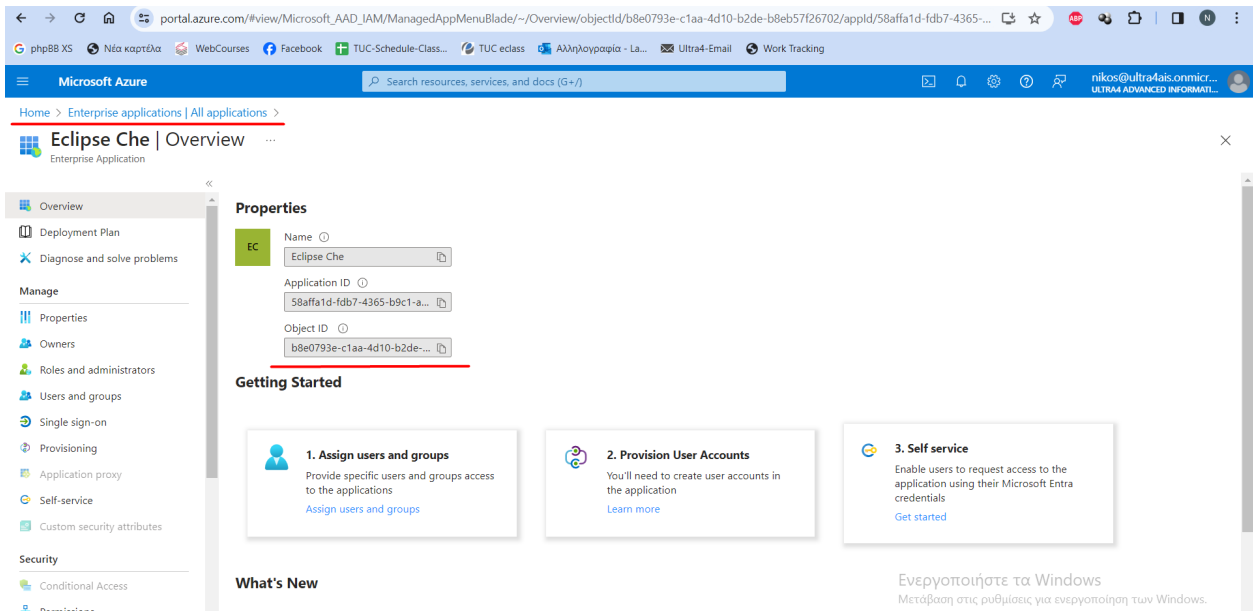 portal.azure.com/#view/Microsoft_AAD_IAM/ManagedAppMenuBlade/~/Overview/objectId/b8e0793e-c1aa-4d10-b2de-b8eb57f26702/appId/58affa1d-fdb7-4365-...
ABP
N
phpBB XS Νέα καρτέλα WebCourses Facebook TUC-Schedule-Class... TUC eclass Αλληλογραφία - La... Ultra4-Email Work Tracking
Microsoft Azure
Search resources, services, and docs (G+/)
nikos@ultra4ais.onmicr...
ULTRA4 ADVANCED INFORMATI...
Home > Enterprise applications | All applications >
Eclipse Che | Overview ...
Enterprise Application
Overview
Deployment Plan
Diagnose and solve problems
Manage
Properties
Owners
Roles and administrators
Users and groups
Single sign-on
Provisioning
Application proxy
Self-service
Custom security attributes
Security
Conditional Access
Permissions
Properties
EC
Name
Eclipse Che
Application ID
58affa1d-fdb7-4365-b9c1-a...
Object ID
b8e0793e-c1aa-4d10-b2de-...
Getting Started
1. Assign users and groups
Provide specific users and groups access
to the applications
Assign users and groups
2. Provision User Accounts
You'll need to create user accounts in
the application
Learn more
3. Self service
Enable users to request access to the
application using their Microsoft Entra
credentials
Get started
What's New
Ενεργοποιήστε τα Windows
Μετάβαση στις ρυθμίσεις για ενεργοποίηση των Windows.